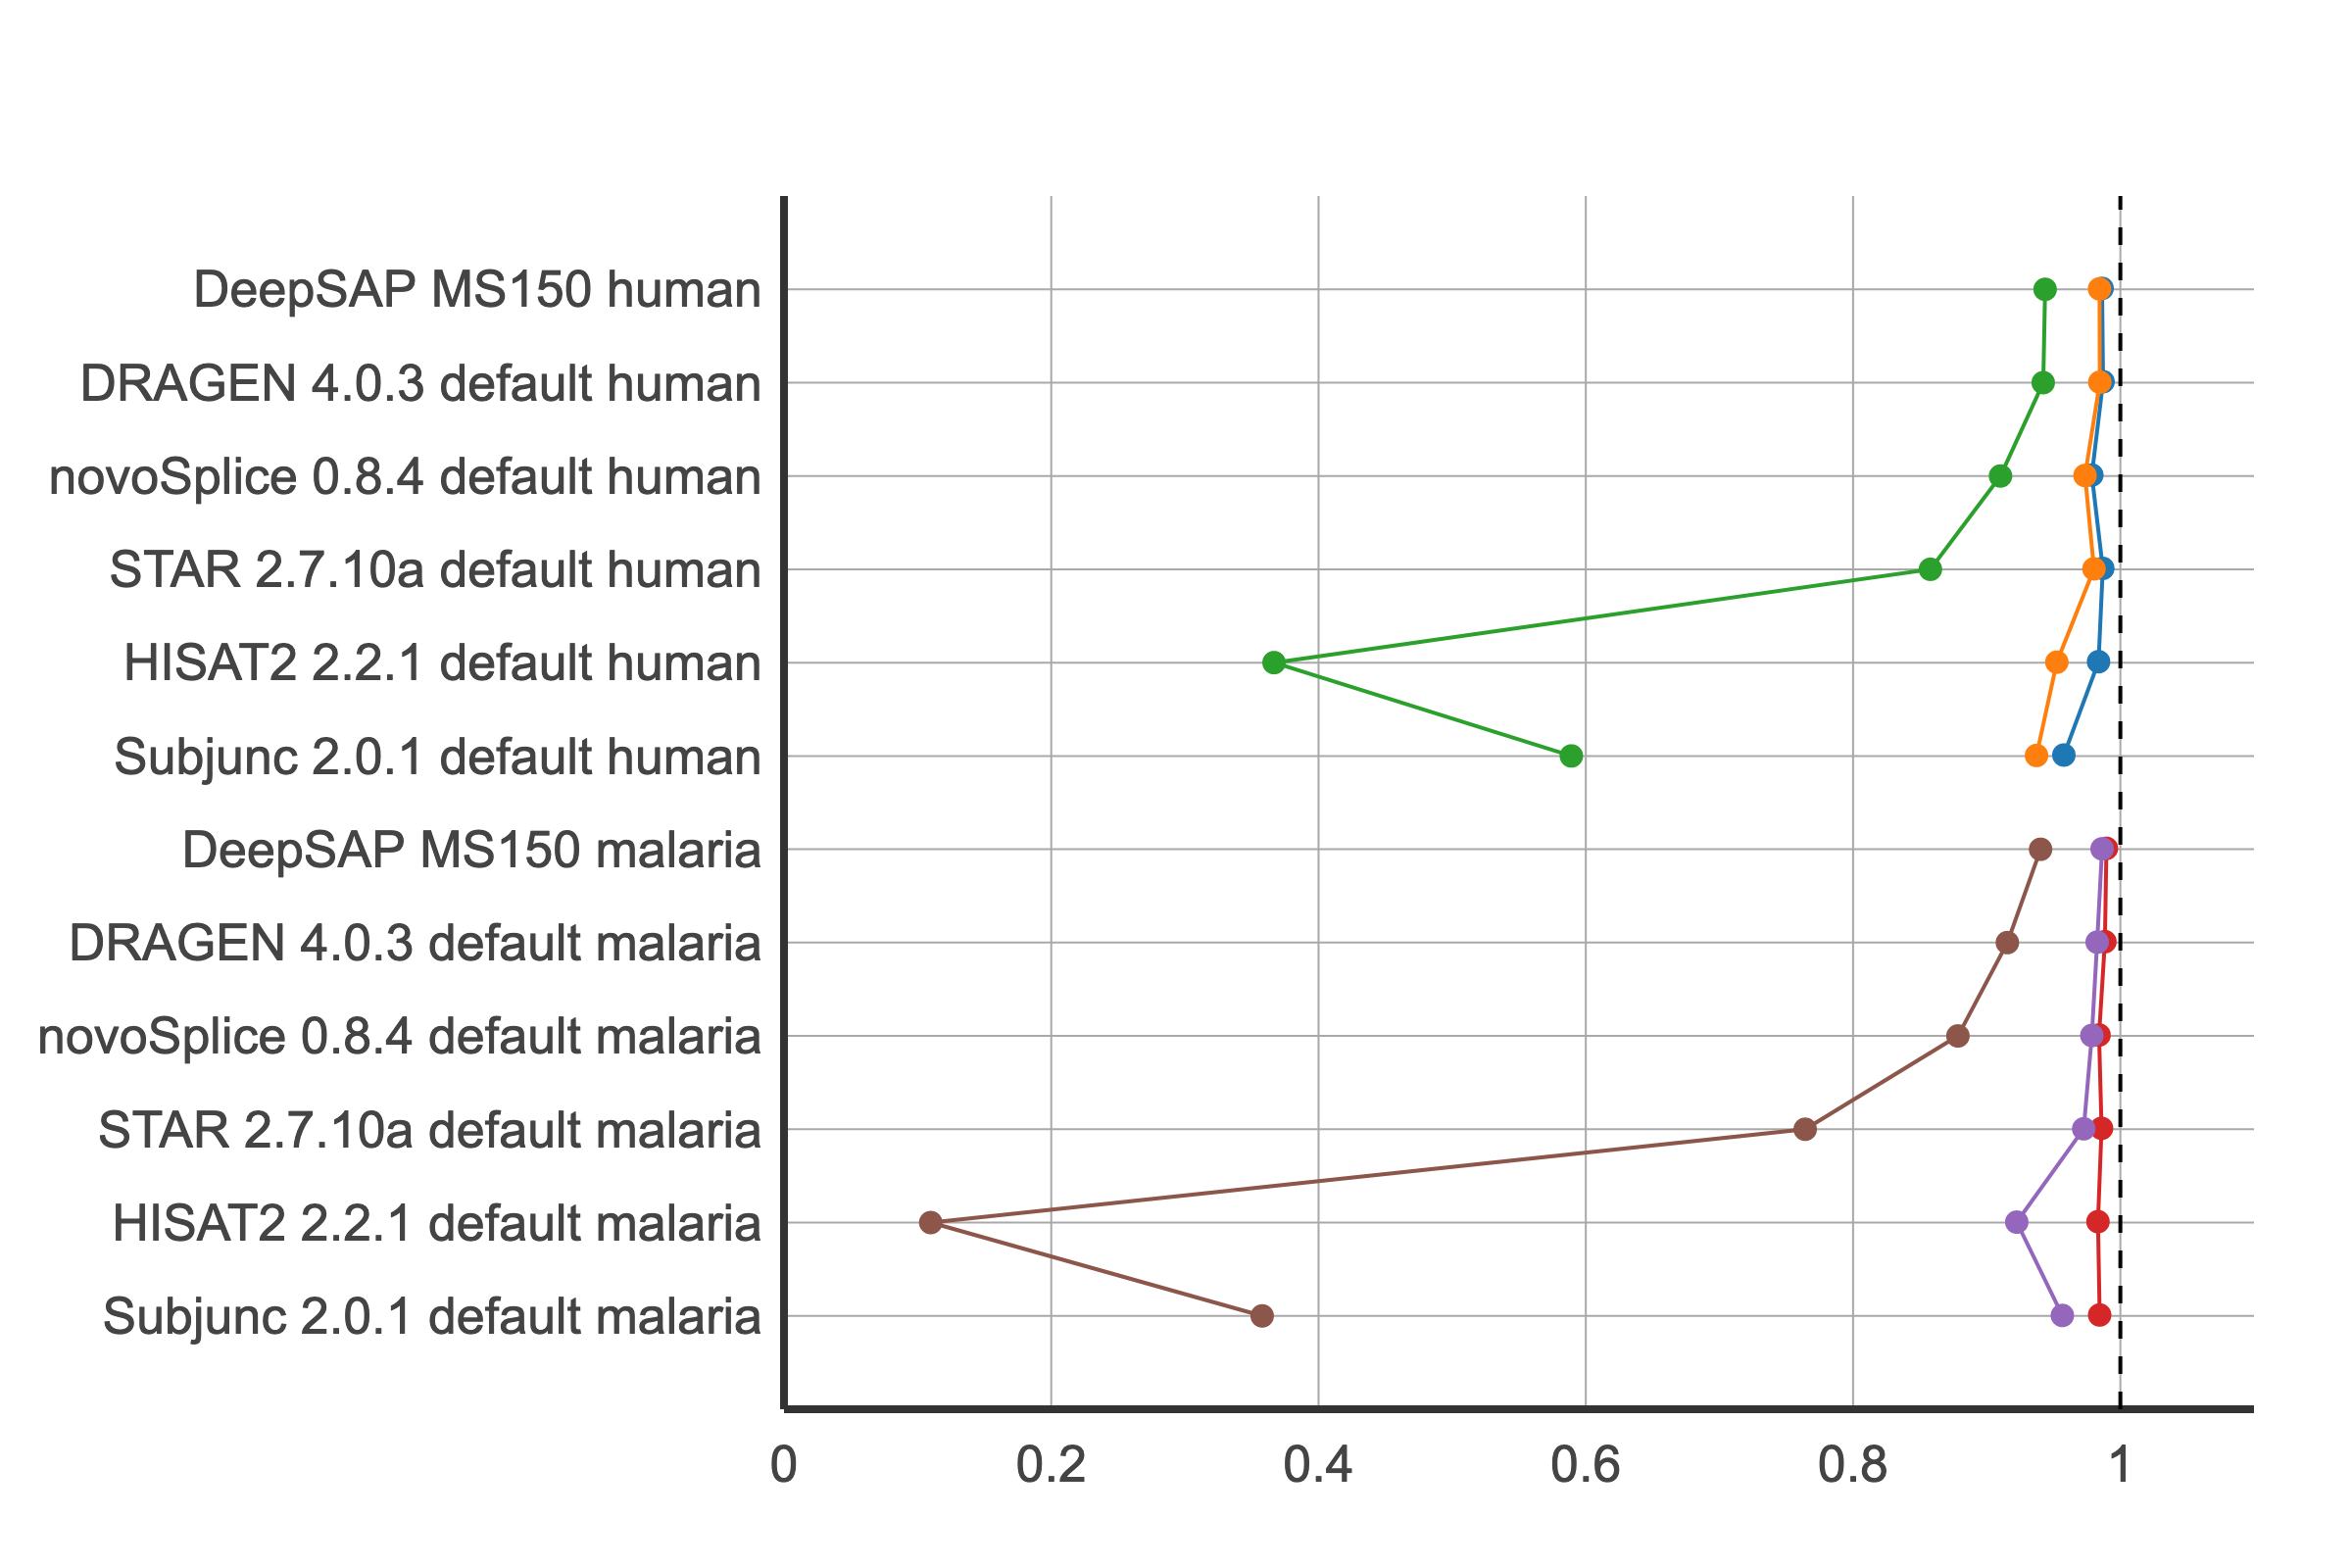 DeepSAP MS150 human
DRAGEN 4.0.3 default human
novoSplice 0.8.4 default human
STAR 2.7.10a default human
HISAT2 2.2.1 default human
Subjunc 2.0.1 default human
DeepSAP MS150 malaria
DRAGEN 4.0.3 default malaria
novoSplice 0.8.4 default malaria
STAR 2.7.10a default malaria
HISAT2 2.2.1 default malaria
Subjunc 2.0.1 default malaria
0 0.2 0.4 0.6 0.8 1